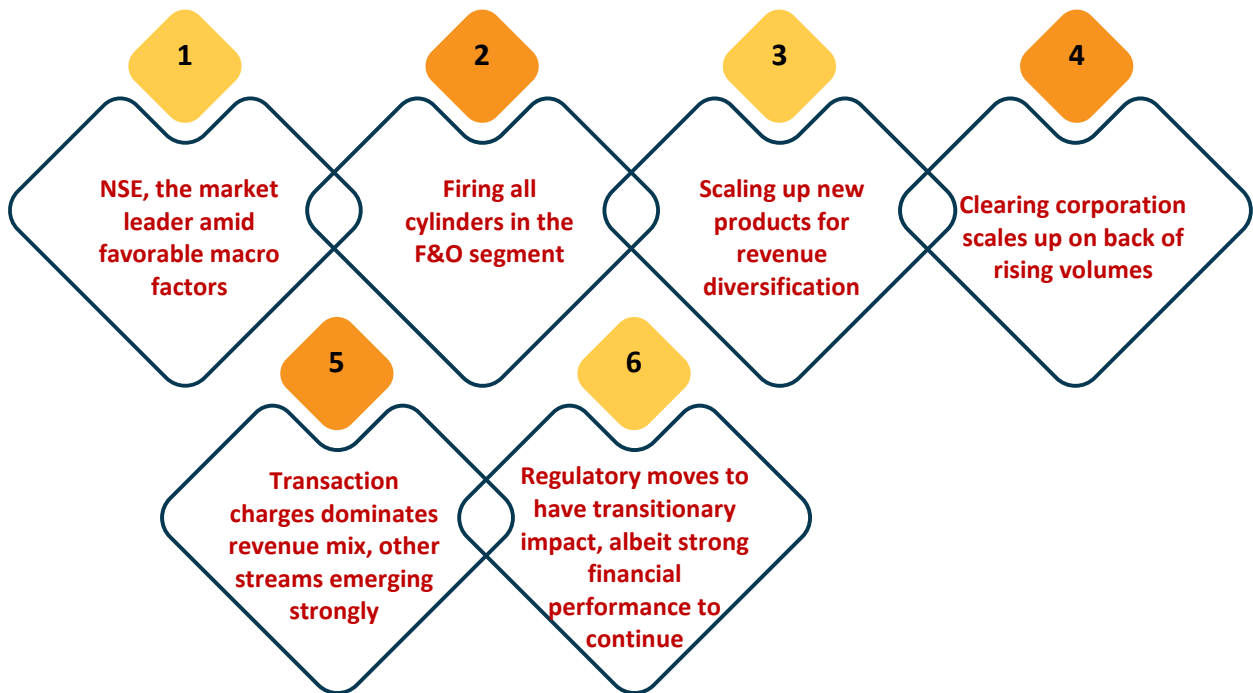 1
NSE, the market
leader amid
favorable macro
factors
2
Firing all
cylinders in the
F&O segment
3
Scaling up new
products for
revenue
diversification
4
Clearing corporation
scales up on back of
rising volumes
5
Transaction
charges dominates
revenue mix, other
streams emerging
strongly
6
Regulatory moves to
have transitionary
impact, albeit strong
financial
performance to
continue